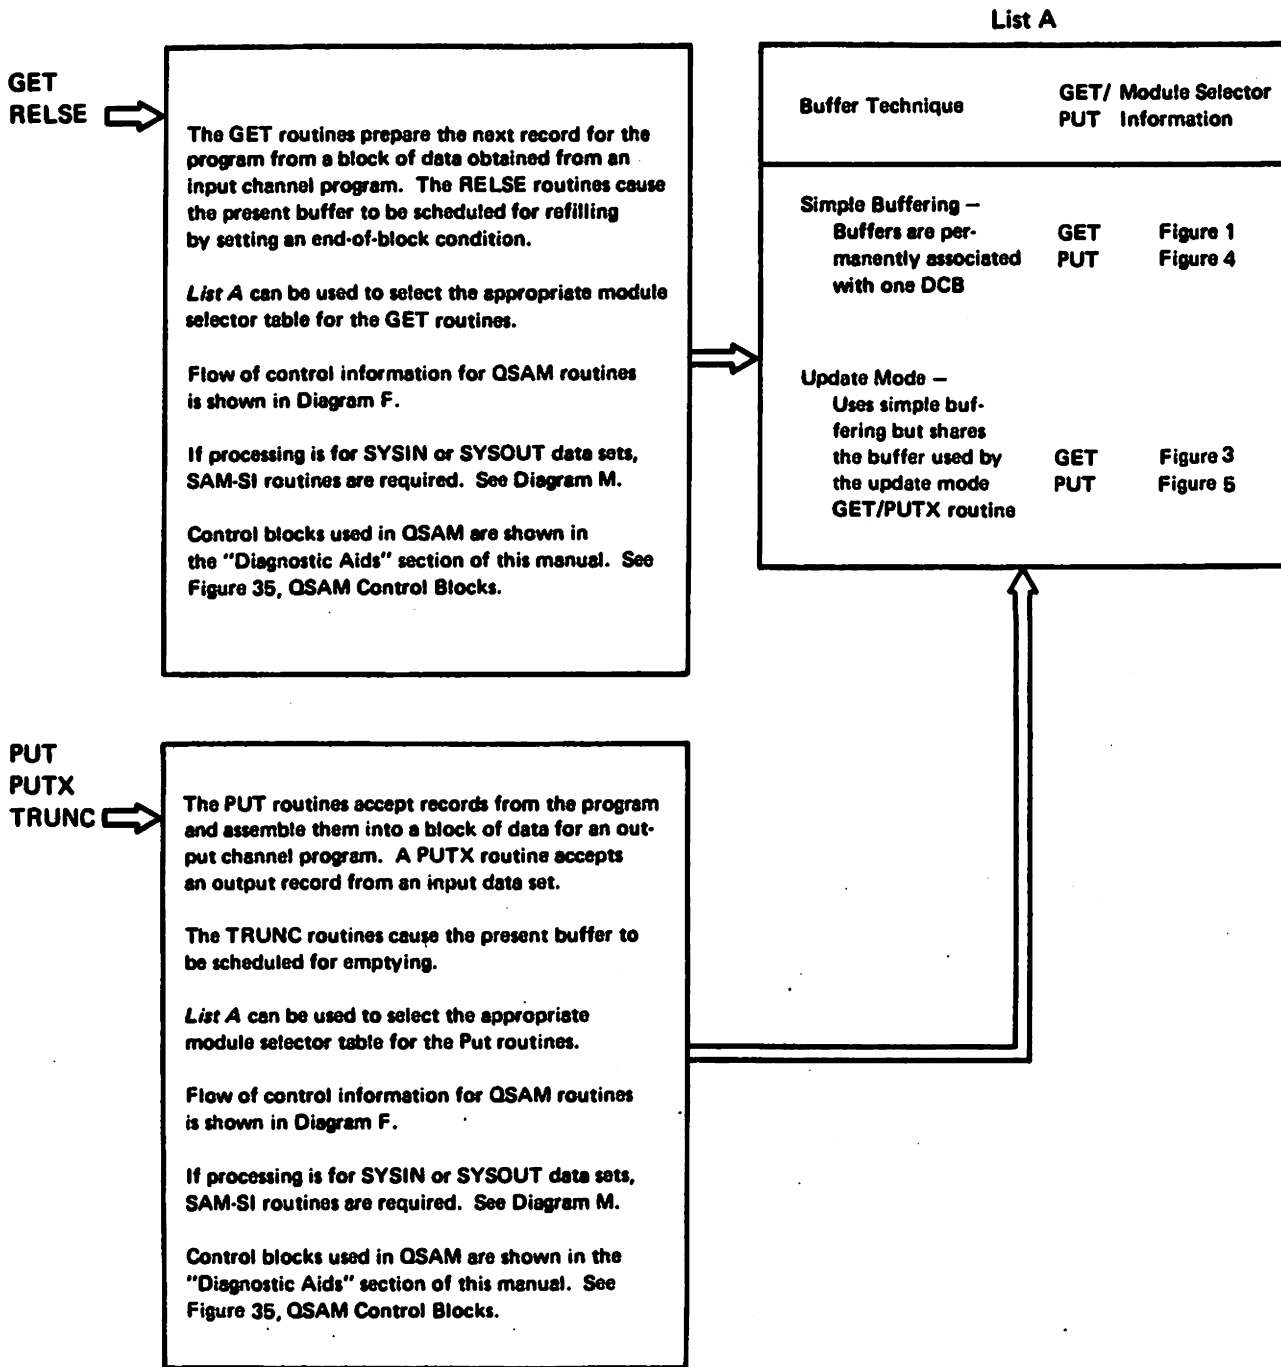 GET
RELSE
The GET routines prepare the next record for the
program from a block of data obtained from an
input channel program. The RELSE routines cause
the present buffer to be scheduled for refilling
by setting an end-of-block condition.
List A can be used to select the appropriate module
selector table for the GET routines.
Flow of control information for QSAM routines
is shown in Diagram F.
If processing is for SYSIN or SYSOUT data sets,
SAM-SI routines are required. See Diagram M.
Control blocks used in QSAM are shown in
the "Diagnostic Aids" section of this manual. See
Figure 35, QSAM Control Blocks.
List A
Buffer Technique GET/ Module Selector
PUT Information
Simple Buffering –
Buffers are per- GET Figure 1
manently associated PUT Figure 4
with one DCB
Update Mode –
Uses simple buf-
fering but shares
the buffer used by GET Figure 3
the update mode PUT Figure 5
GET/PUTX routine
PUT
PUTX
TRUNC
The PUT routines accept records from the program
and assemble them into a block of data for an out-
put channel program. A PUTX routine accepts
an output record from an input data set.
The TRUNC routines cause the present buffer to
be scheduled for emptying.
List A can be used to select the appropriate
module selector table for the Put routines.
Flow of control information for QSAM routines
is shown in Diagram F.
If processing is for SYSIN or SYSOUT data sets,
SAM-SI routines are required. See Diagram M.
Control blocks used in QSAM are shown in the
"Diagnostic Aids" section of this manual. See
Figure 35, QSAM Control Blocks.